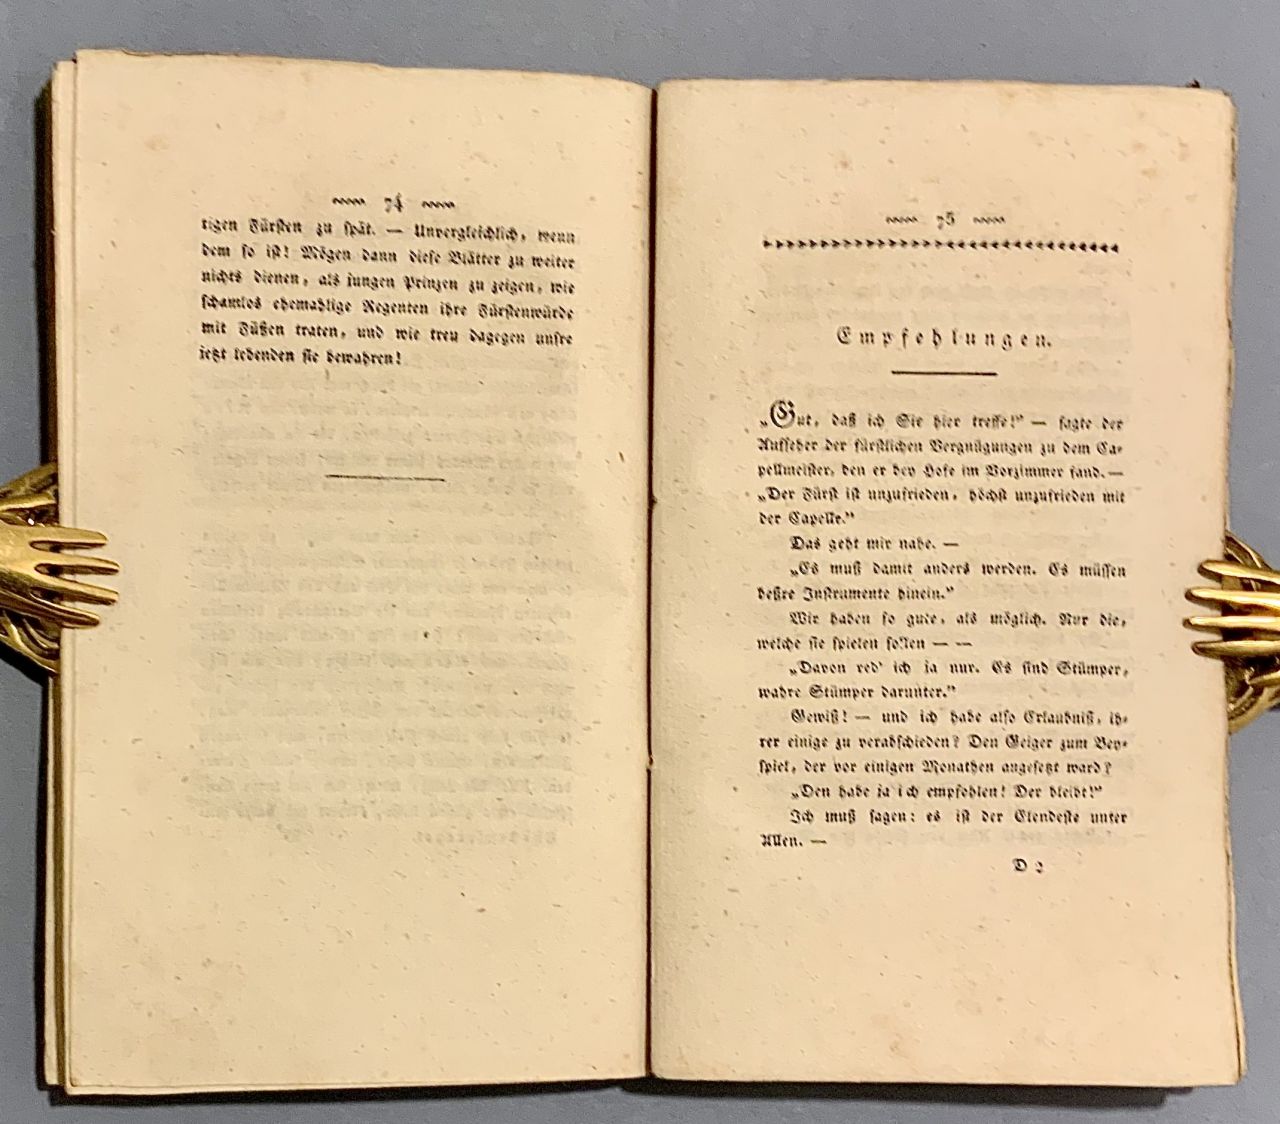 74
tigen Fürsten zu spät. — Unvergleichlich, wenn
dem so ist! Mögen dann diese Blätter zu weiter
nichts dienen, als jungen Prinzen zu zeigen, wie
schamlos ehemahlige Regenten ihre Fürstenwürde
mit Füßen traten, und wie treu dagegen unsre
jetzt lebenden sie bewahren!
75
Empfehlungen.
„Gut, daß ich Sie hier treffe!” — sagte der
Aufseher der fürstlichen Vergnügungen zu dem Ca-
pellmeister, den er bey Hofe im Vorzimmer fand. —
„Der Fürst ist unzufrieden, höchst unzufrieden mit
der Capelle.”
Das geht mir nahe. —
„Es muß damit anders werden. Es müssen
beßre Instrumente hinein.”
Wir haben so gute, als möglich. Nur die,
welche sie spielen sollen — —
„Davon red' ich ja nur. Es sind Stümper,
wahre Stümper darunter.”
Gewiß! — und ich habe also Erlaubniß, ih-
rer einige zu verabschieden? Den Geiger zum Bey-
spiel, der vor einigen Monathen angesetzt ward?
„Den habe ja ich empfohlen! Der bleibt!”
Ich muß sagen: es ist der Elendeste unter
Allen. —
D 2